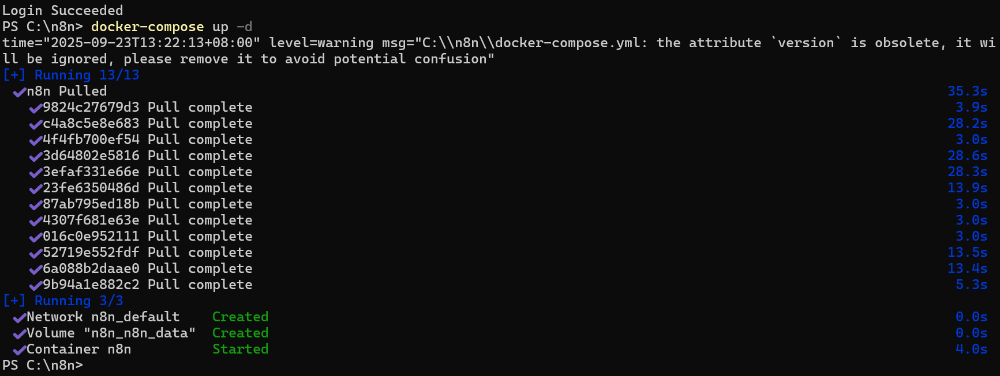 Login Succeeded
PS C:\n8n> docker-compose up -d
time="2025-09-23T13:22:13+08:00" level=warning msg="C:\\n8n\\docker-compose.yml: the attribute `version` is obsolete, it wi
ll be ignored, please remove it to avoid potential confusion"
[+] Running 13/13
✔n8n Pulled 35.3s
✔9824c27679d3 Pull complete 3.9s
✔c4a8c5e8e683 Pull complete 28.2s
✔4f4fb700ef54 Pull complete 3.0s
✔3d64802e5816 Pull complete 28.6s
✔3efaf331e66e Pull complete 28.3s
✔23fe6350486d Pull complete 13.9s
✔87ab795ed18b Pull complete 3.0s
✔4307f681e63e Pull complete 3.0s
✔016c0e952111 Pull complete 3.0s
✔52719e552fdf Pull complete 13.5s
✔6a088b2daae0 Pull complete 13.4s
✔9b94a1e882c2 Pull complete 5.3s
[+] Running 3/3
✔Network n8n_default Created 0.0s
✔Volume "n8n_n8n_data" Created 0.0s
✔Container n8n Started 4.0s
PS C:\n8n>